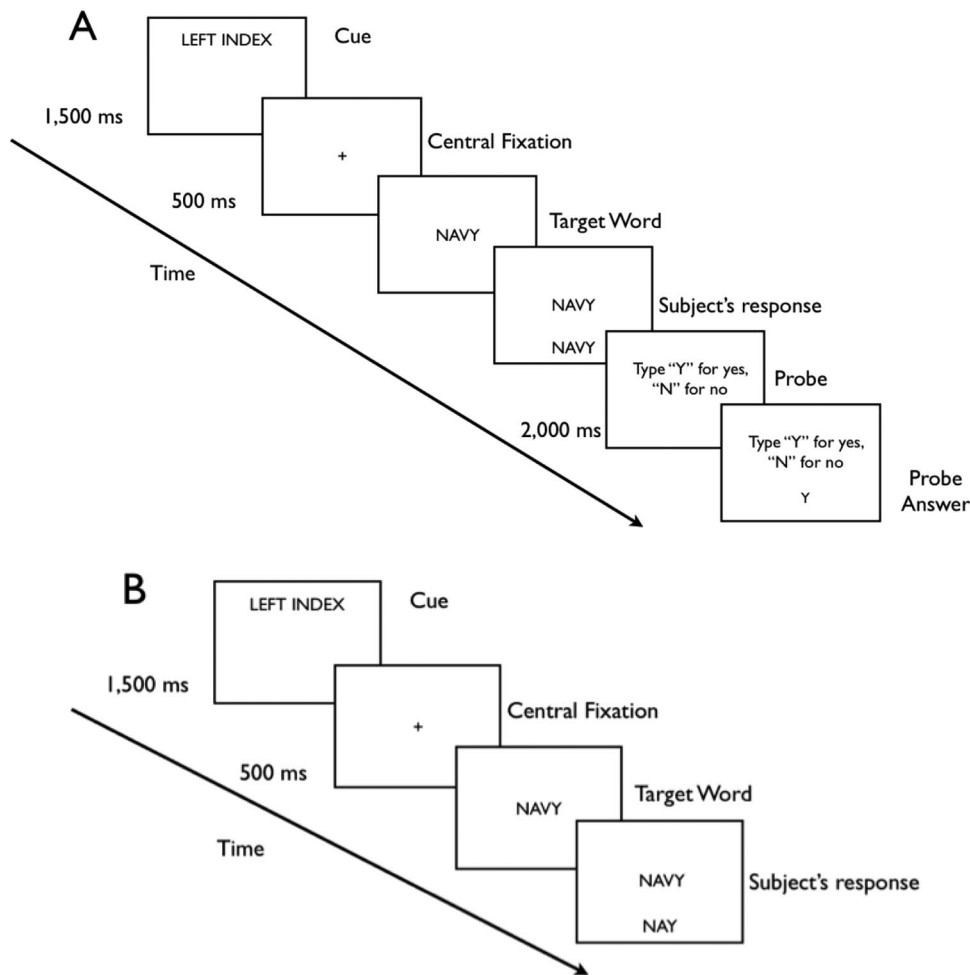 A
LEFT INDEX
Cue
1,500 ms
+
Central Fixation
500 ms
NAVY
Target Word
Time
NAVY
NAVY
Subject's response
Type “Y” for yes,
“N” for no
Probe
2,000 ms
Type “Y” for yes,
“N” for no
Y
Probe
Answer
B
LEFT INDEX
Cue
1,500 ms
+
Central Fixation
500 ms
NAVY
Target Word
Time
NAVY
NAY
Subject's response